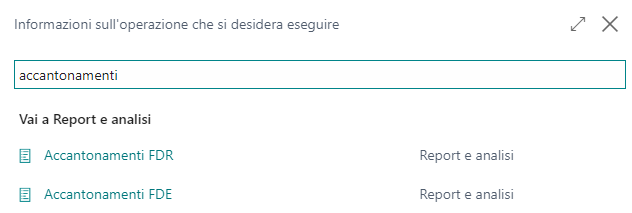 Informazioni sull'operazione che si desidera eseguire
accantonamenti
Vai a Report e analisi
Accantonamenti FDR Report e analisi
Accantonamenti FDE Report e analisi